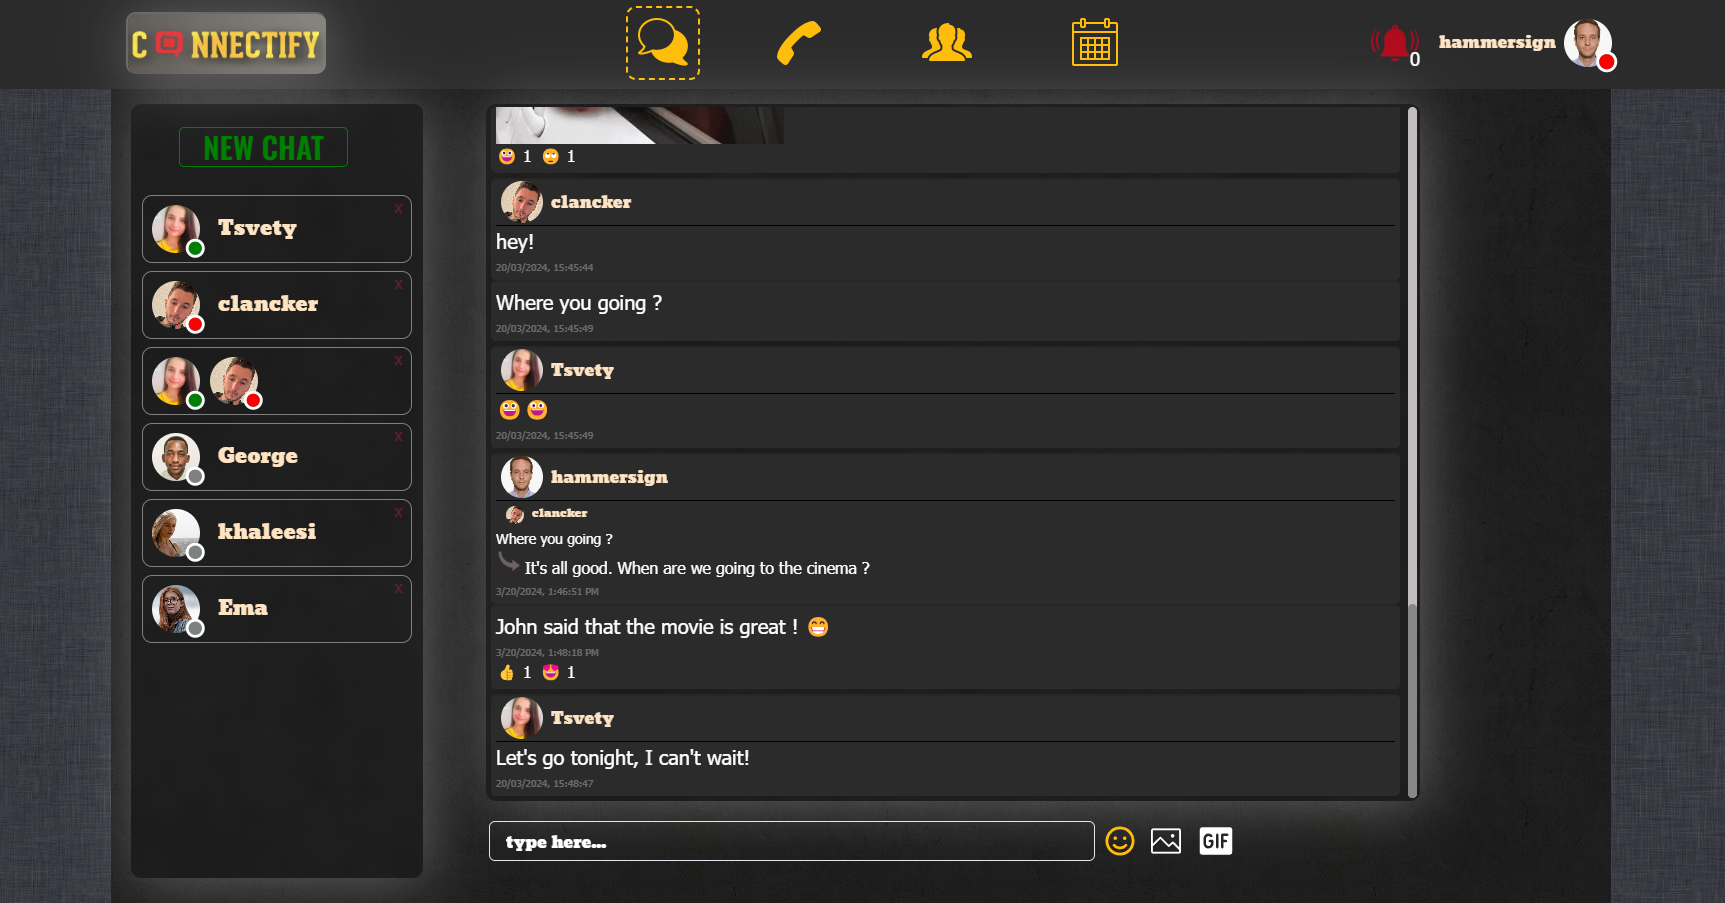 C NNECTIFY
0
hammersign
NEW CHAT
x
Tsvety
x
clancker
x
x
George
x
khaleesi
x
Ema
1 1
clancker
hey!
20/03/2024, 15:45:44
Where you going ?
20/03/2024, 15:45:49
Tsvety
20/03/2024, 15:45:49
hammersign
clancker
Where you going ?
It's all good. When are we going to the cinema ?
3/20/2024, 1:46:51 PM
John said that the movie is great !
3/20/2024, 1:48:18 PM
1 1
Tsvety
Let's go tonight, I can't wait!
20/03/2024, 15:48:47
type here...
GIF